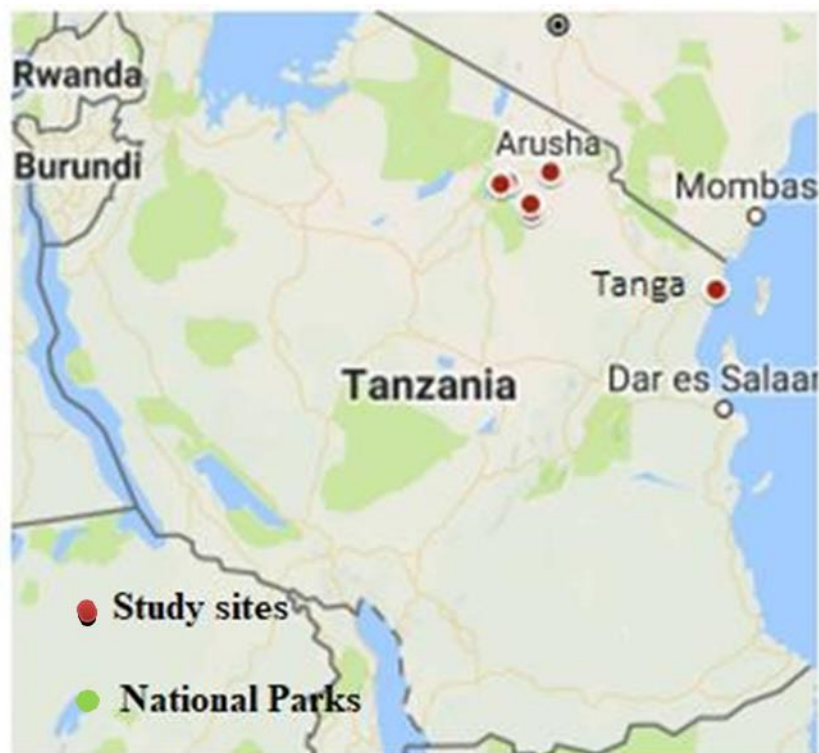 Rwanda
Arusha
Burundi
Mombas
Tanga
Tanzania
Dar es Salaar
Study sites
National Parks